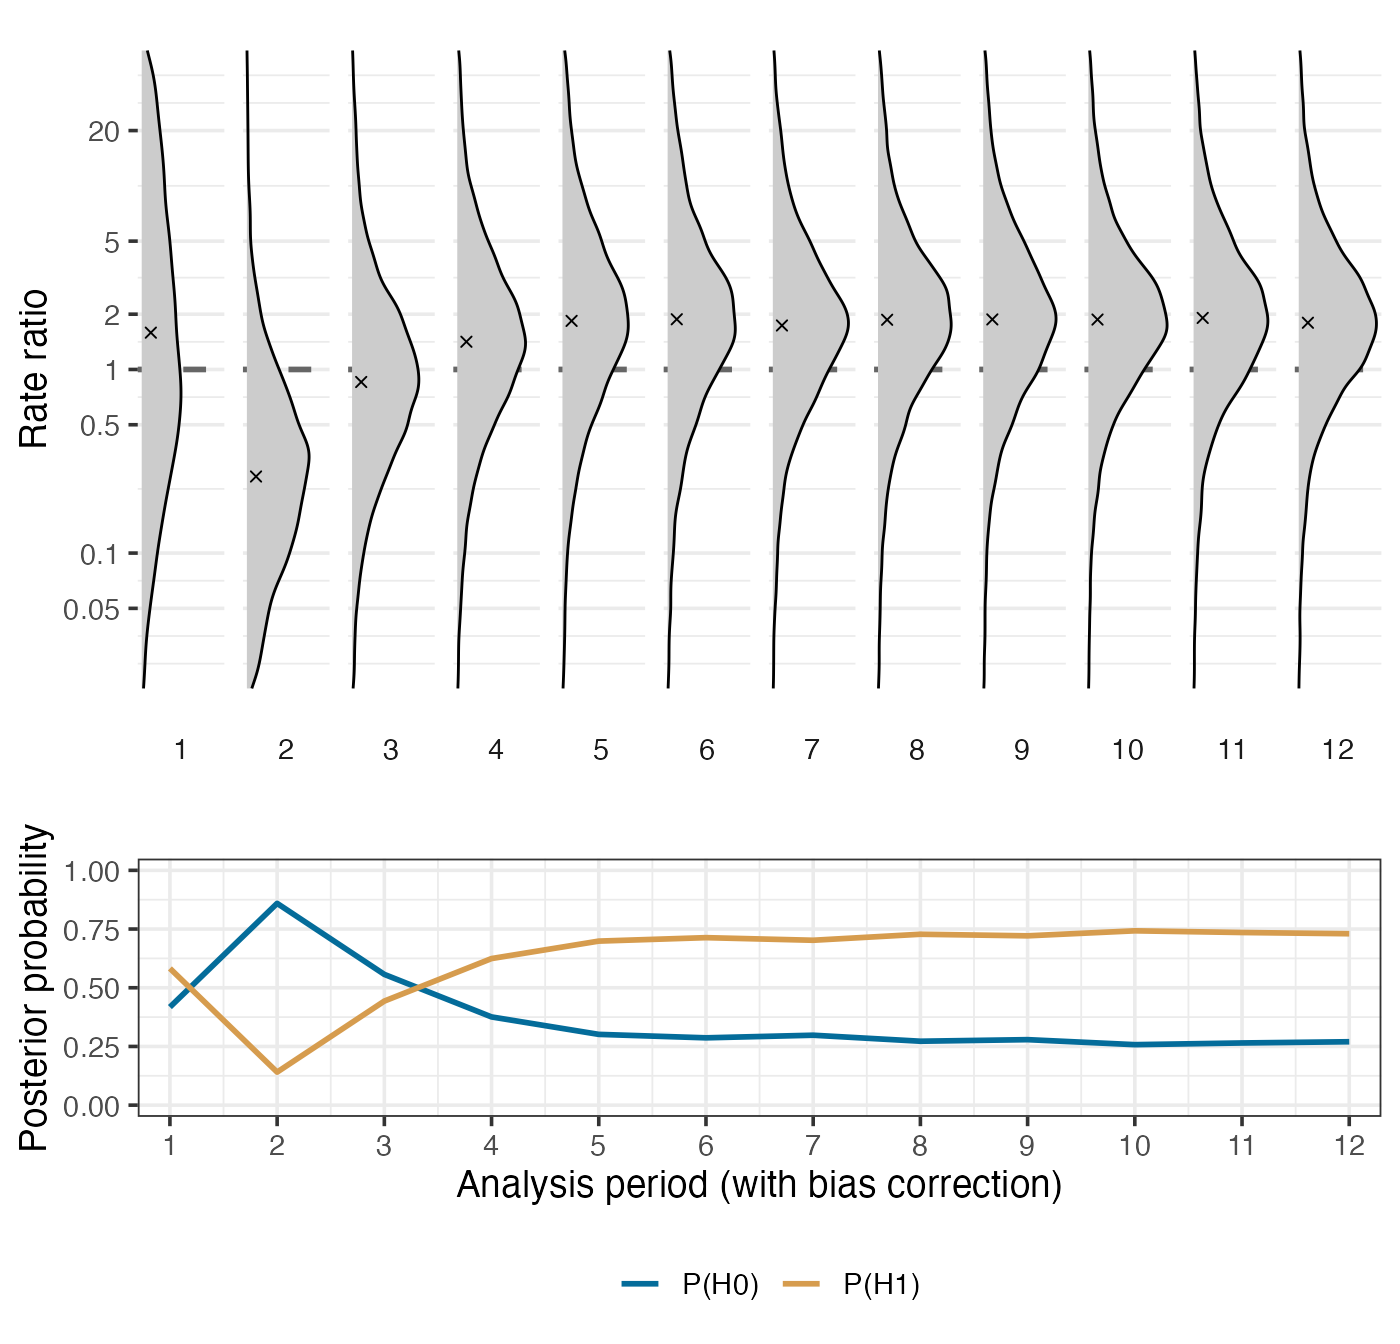 Rate ratio
20
5
2
1
0.5
0.1
0.05
1 2 3 4 5 6 7 8 9 10 11 12
Posterior probability
1.00
0.75
0.50
0.25
0.00
1 2 3 4 5 6 7 8 9 10 11 12
Analysis period (with bias correction)
P(H0) P(H1)